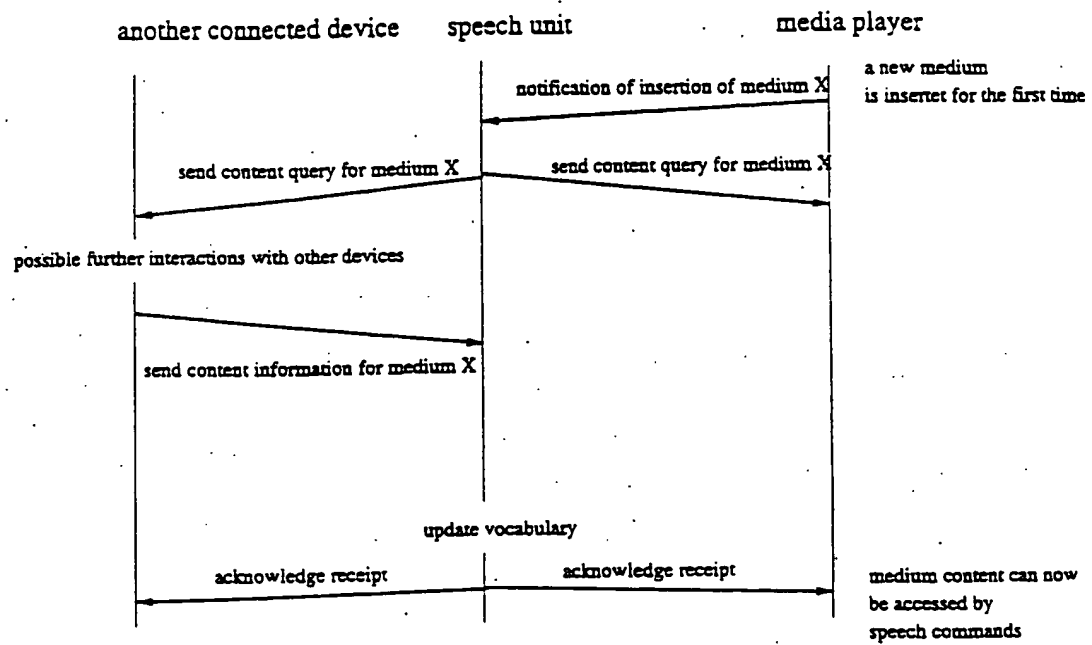 another connected device
speech unit
media player
a new medium
is insertet for the first time
notification of insertion of medium X
send content query for medium X
send content query for medium X
possible further interactions with other devices
send content information for medium X
update vocabulary
acknowledge receipt
acknowledge receipt
medium content can now
be accessed by
speech commands